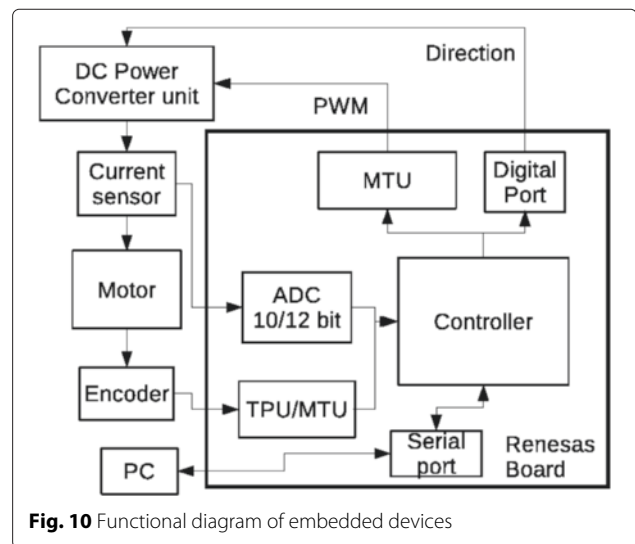 Direction
DC Power
Converter unit
PWM
Current
sensor
MTU
Digital
Port
Motor
ADC
10/12 bit
Controller
Encoder
TPU/MTU
PC
Serial
port
Renesas
Board
Fig. 10 Functional diagram of embedded devices